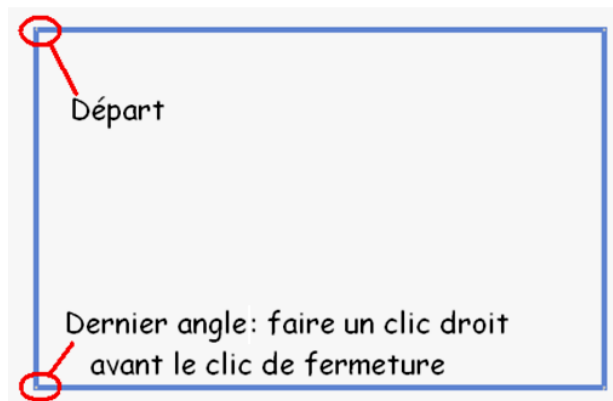 Départ
Dernier angle: faire un clic droit
avant le clic de fermeture